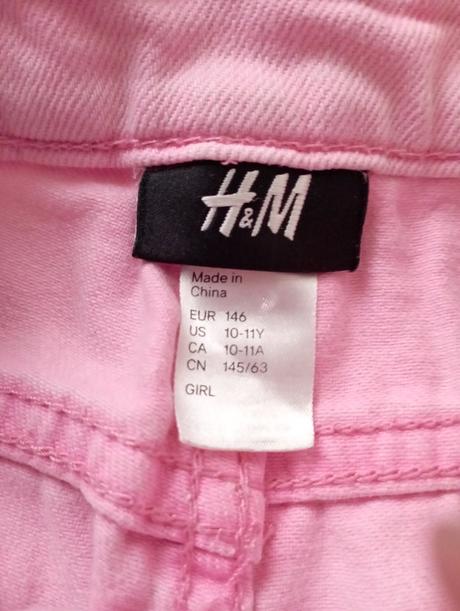 H&M
Made in
China
EUR 146
US 10-11Y
CA 10-11A
CN 145/63
GIRL